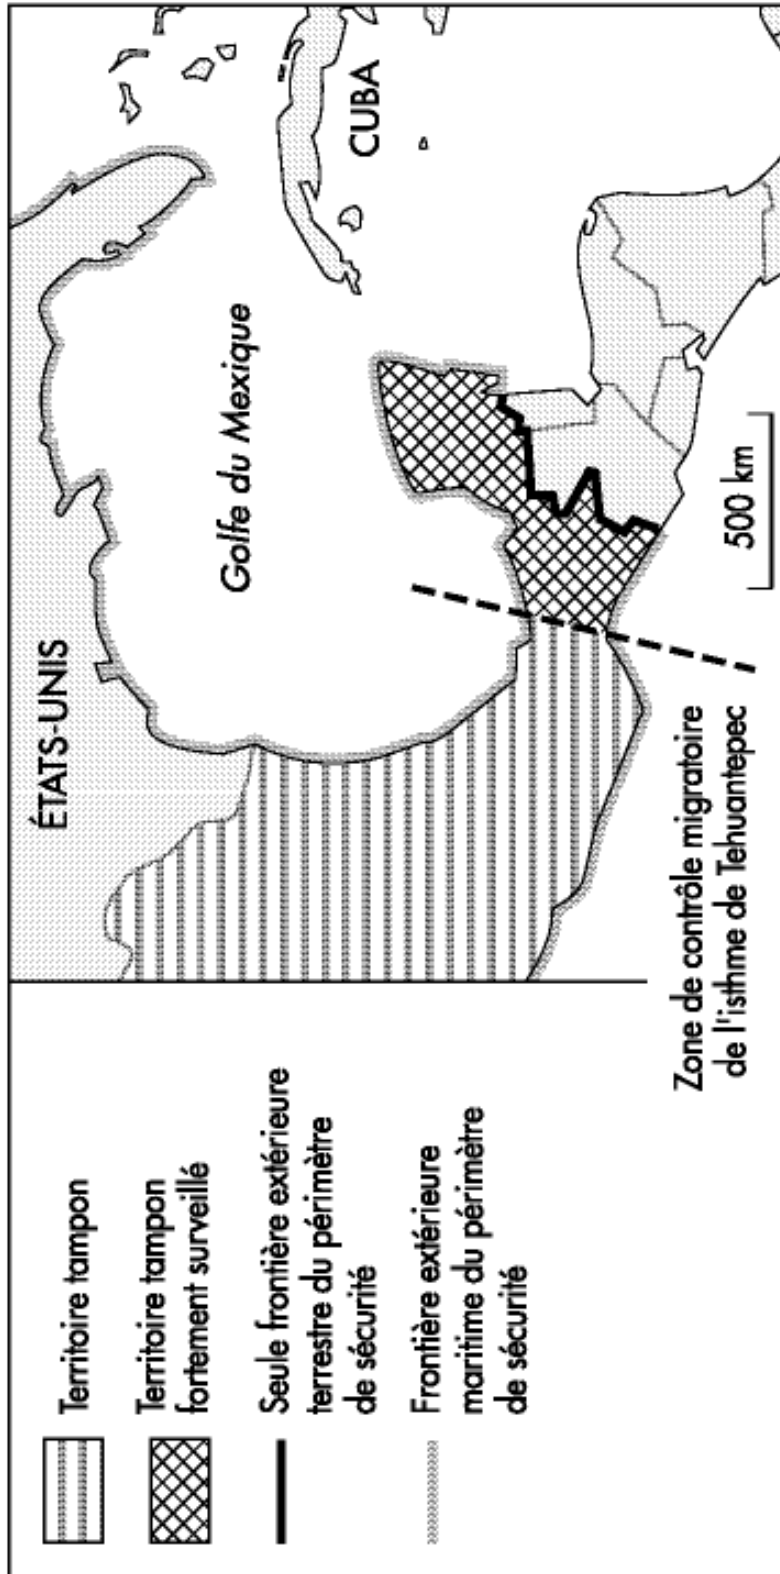 Territoire tampon
Territoire tampon
fortement surveillé
Seule frontière extérieure
terrestre du périmètre
de sécurité
Frontière extérieure
maritime du périmètre
de sécurité
ÉTATS-UNIS
Golfe du Mexique
CUBA
Zone de contrôle migratoire
de l'isthme de Tehuantepec
500 km